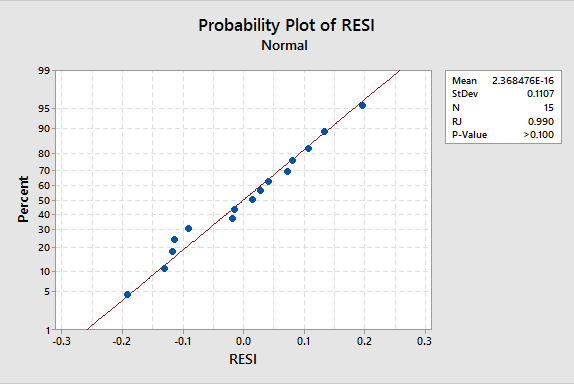 Probability Plot of RESI
Normal
Mean 2.368476E-16
StDev 0.1107
N 15
RJ 0.990
P-Value >0.100
Percent
99
95
90
80
70
60
50
40
30
20
10
5
1
-0.3 -0.2 -0.1 0.0 0.1 0.2 0.3
RESI